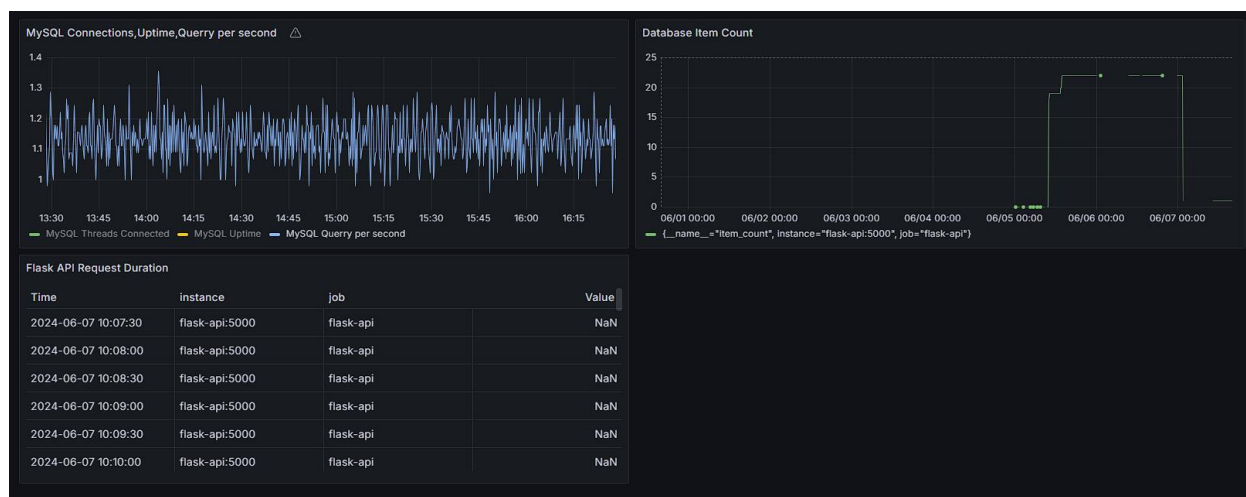 MySQL Connections,Uptime,Querry per second
1.4
1.3
1.2
1.1
1
13:30 13:45 14:00 14:15 14:30 14:45 15:00 15:15 15:30 15:45 16:00 16:15
MySQL Threads Connected MySQL Uptime MySQL Querry per second
Database Item Count
25
20
15
10
5
0
06/01 00:00 06/02 00:00 06/03 00:00 06/04 00:00 06/05 00:00 06/06 00:00 06/07 00:00
{__name__="item_count", instance="flask-api:5000", job="flask-api"}
Flask API Request Duration
Time instance job Value
2024-06-07 10:07:30 flask-api:5000 flask-api NaN
2024-06-07 10:08:00 flask-api:5000 flask-api NaN
2024-06-07 10:08:30 flask-api:5000 flask-api NaN
2024-06-07 10:09:00 flask-api:5000 flask-api NaN
2024-06-07 10:09:30 flask-api:5000 flask-api NaN
2024-06-07 10:10:00 flask-api:5000 flask-api NaN